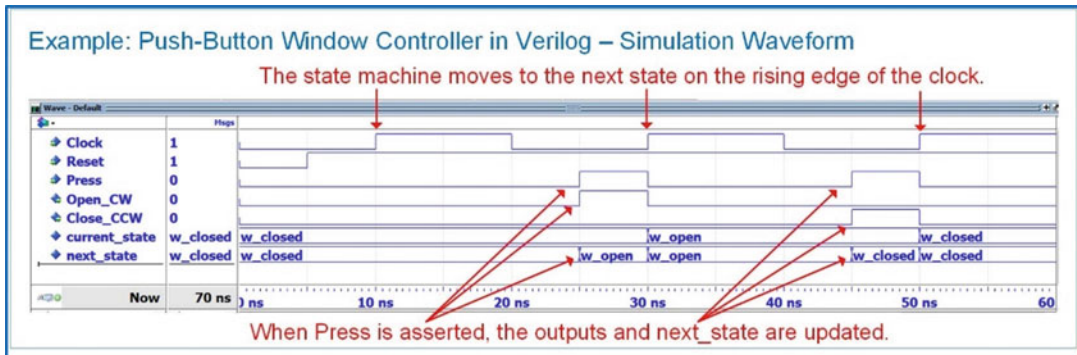 Example: Push-Button Window Controller in Verilog – Simulation Waveform
The state machine moves to the next state on the rising edge of the clock.
Wave - Default
Msgs
Clock 1
Reset 1
Press 0
Open_CW 0
Close_CCW 0
current_state w_closed w_closed w_open w_closed
next_state w_closed w_closed w_open w_open w_closed w_closed
Now 70 ns ns 10 ns 20 ns 30 ns 40 ns 50 ns 60
When Press is asserted, the outputs and next_state are updated.